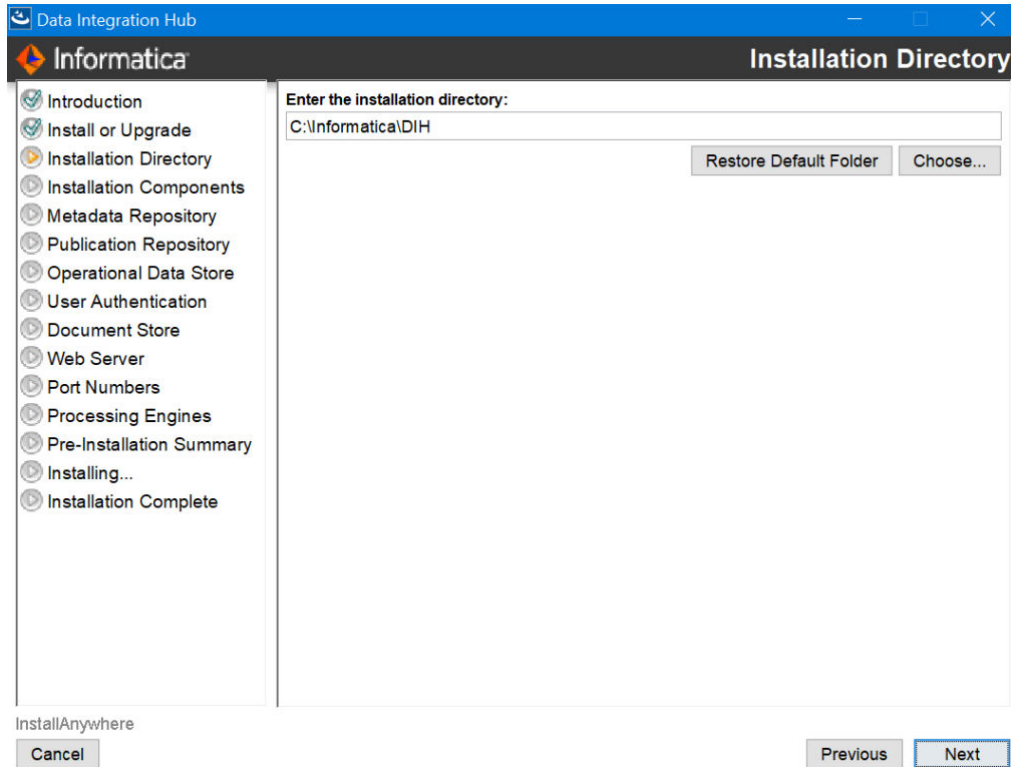 Data Integration Hub
Informatica
Installation Directory
Introduction
Install or Upgrade
Installation Directory
Installation Components
Metadata Repository
Publication Repository
Operational Data Store
User Authentication
Document Store
Web Server
Port Numbers
Processing Engines
Pre-Installation Summary
Installing...
Installation Complete
Enter the installation directory:
C:\Informatica\DIH
Restore Default Folder
Choose...
InstallAnywhere
Cancel
Previous
Next